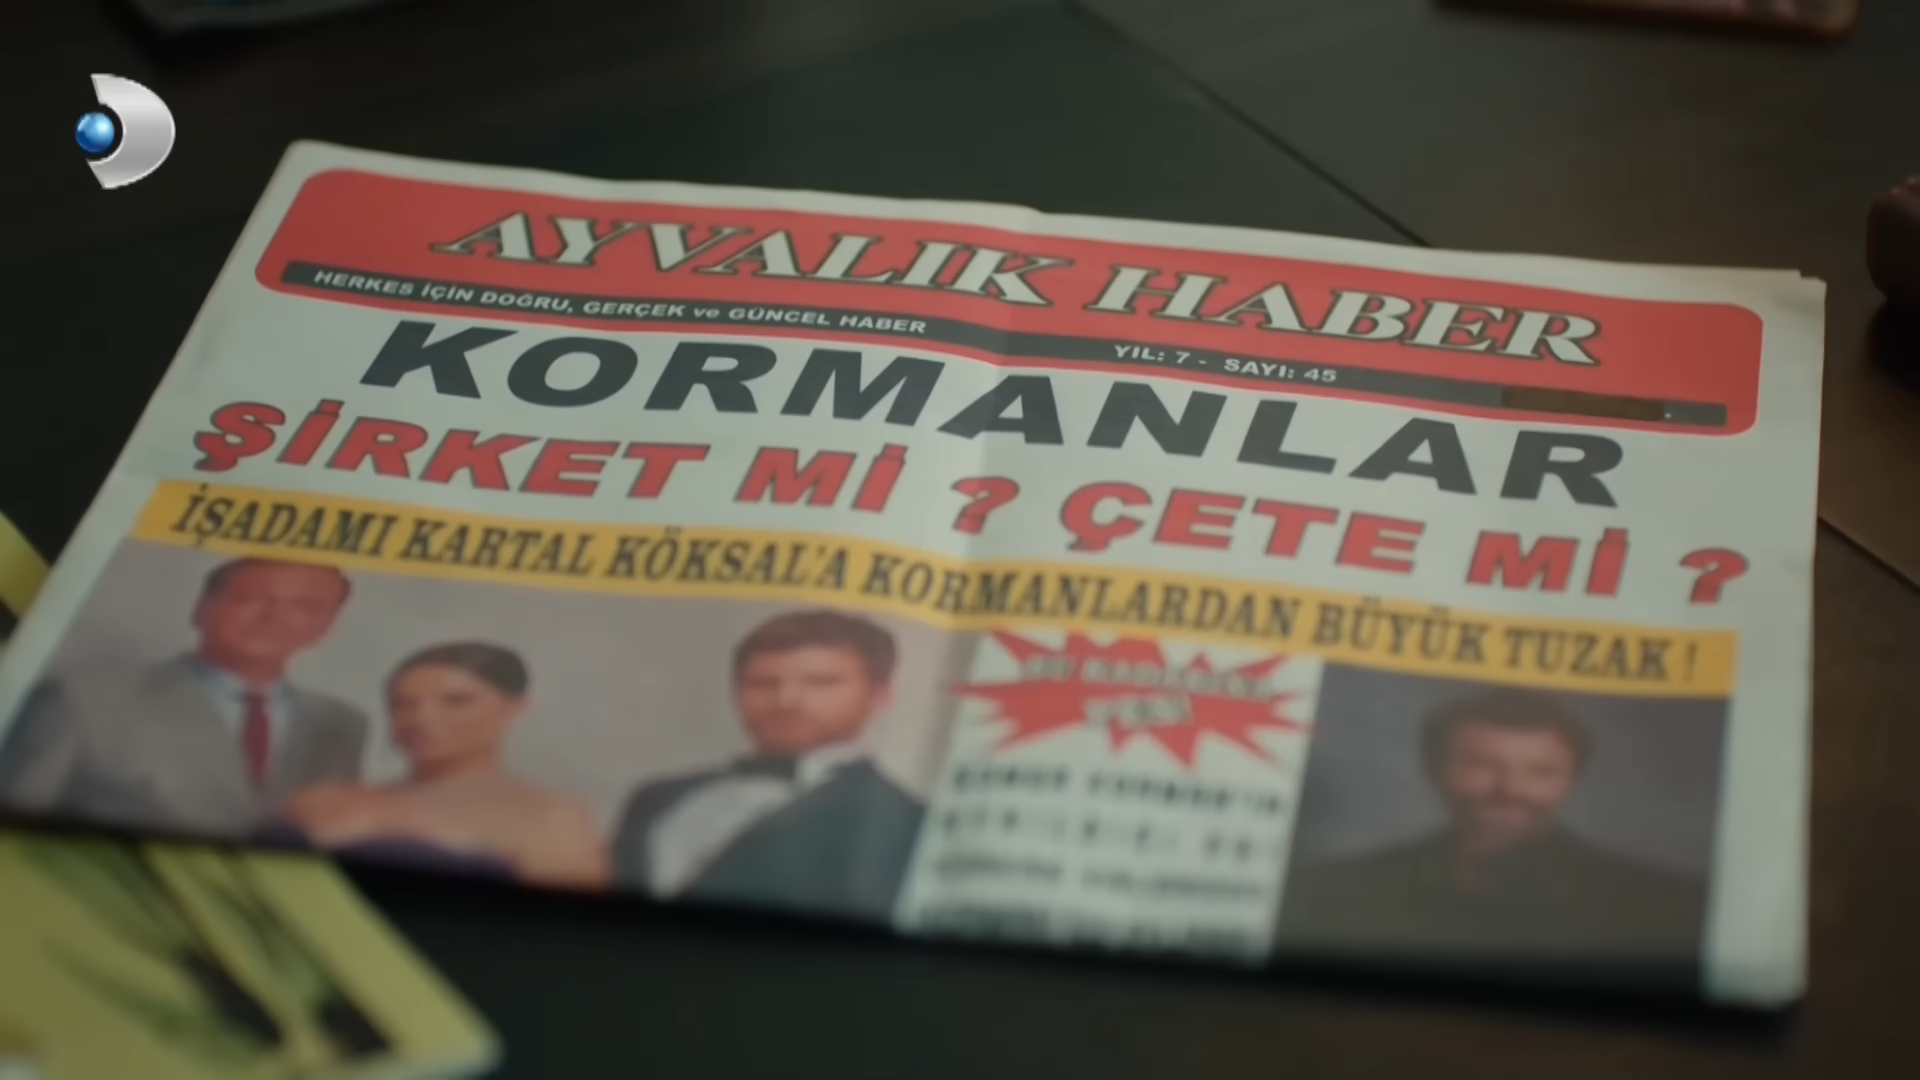 AYVALIK HABER
HERKES İÇİN DOĞRU, GERÇEK ve GÜNCEL HABER
YIL: 7 - SAYI: 45
KORMANLAR
ŞİRKET Mİ ? ÇETE Mİ ?
İŞADAMI KARTAL KÖKSAL'A KORMANLARDAN BÜYÜK TUZAK !